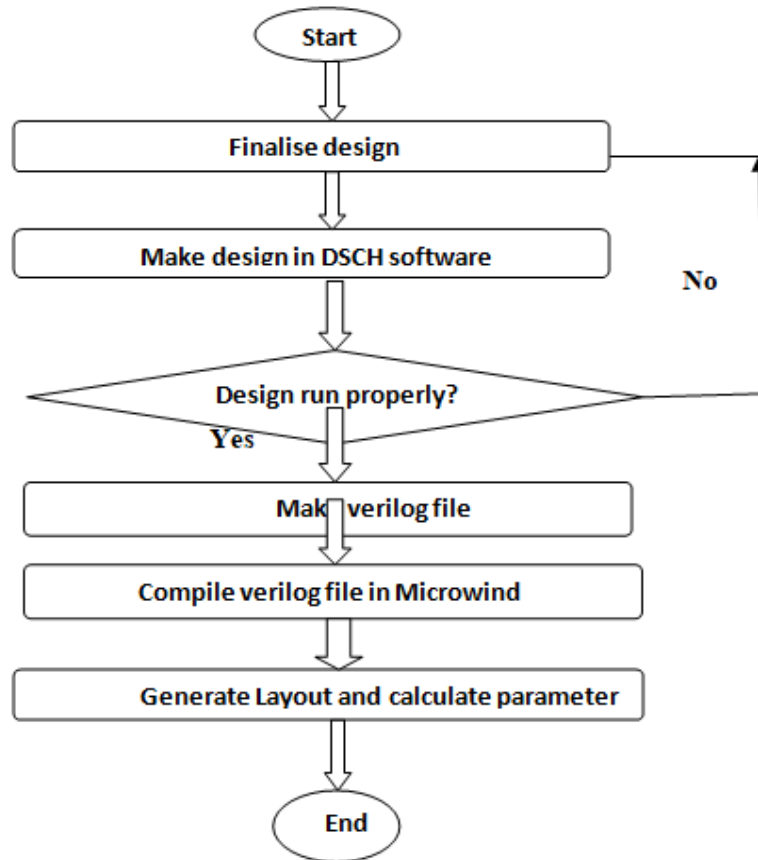 Start
Finalise design
Make design in DSCH software
No
Design run properly?
Yes
Make verilog file
Compile verilog file in Microwind
Generate Layout and calculate parameter
End